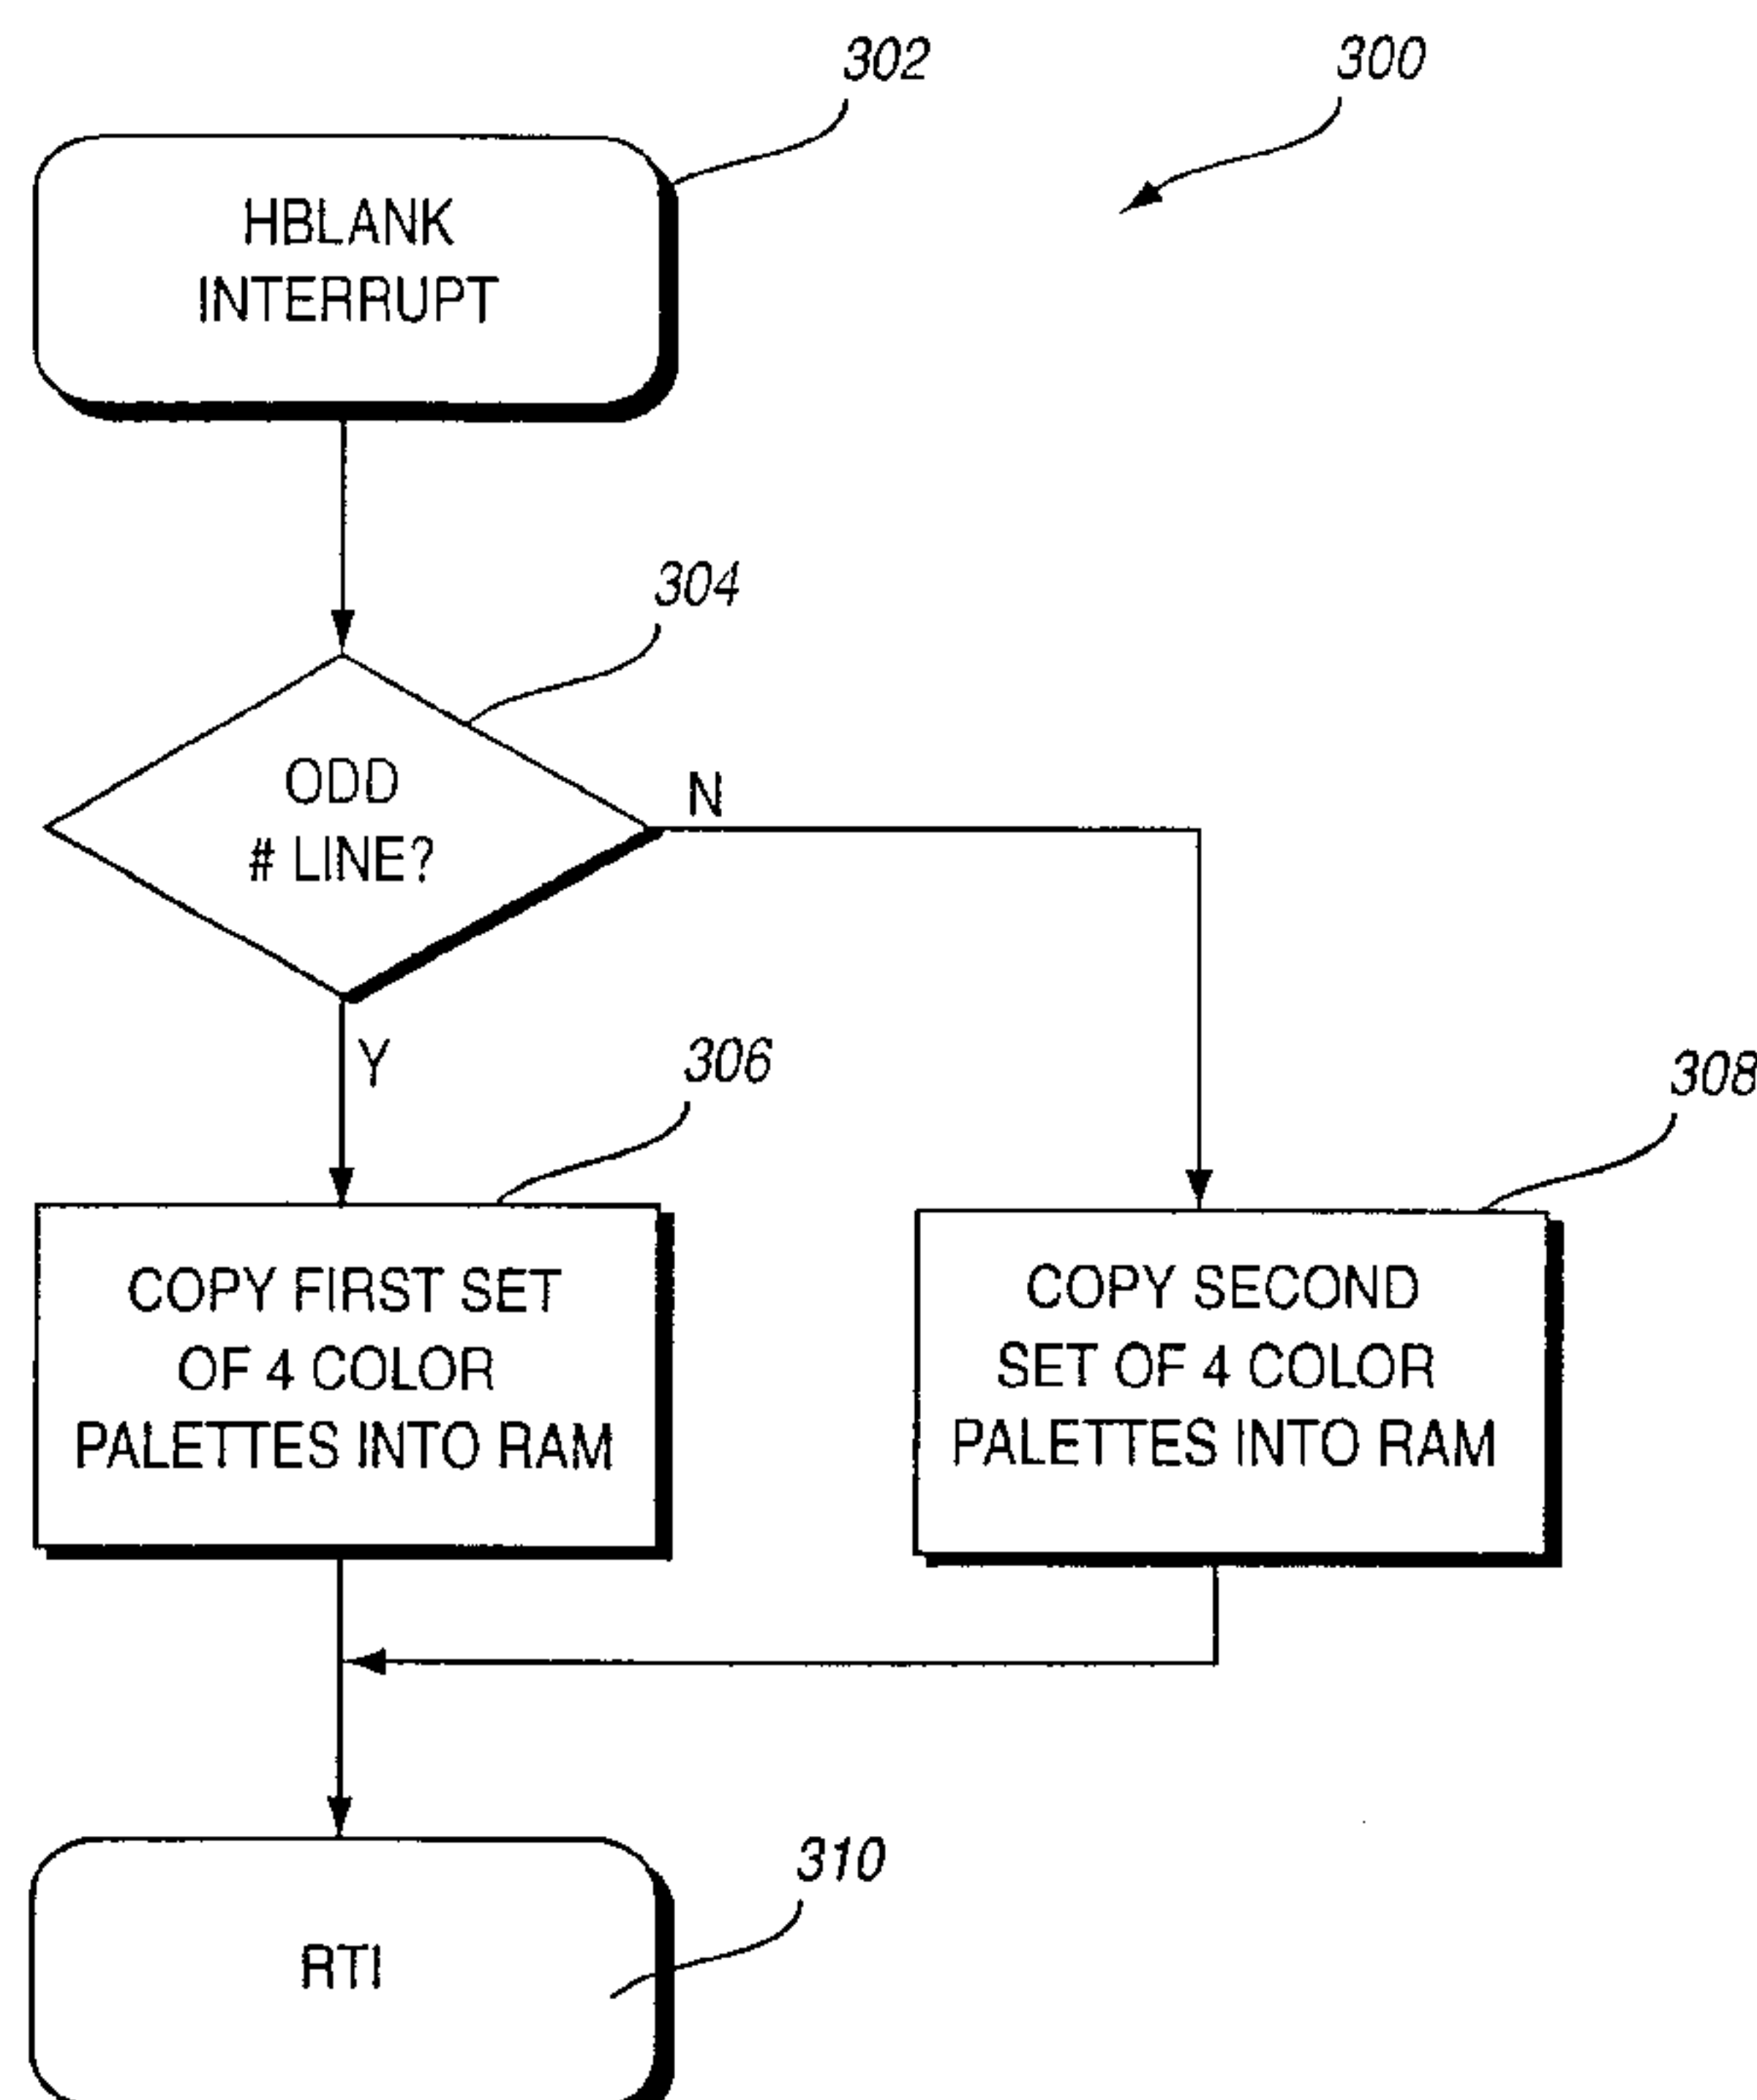 302
300
HBLANK
INTERRUPT
304
ODD
# LINE?
N
Y
306
308
COPY FIRST SET
OF 4 COLOR
PALETTES INTO RAM
COPY SECOND
SET OF 4 COLOR
PALETTES INTO RAM
310
RTI